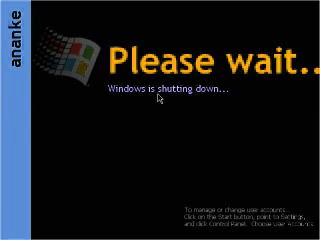 ananke
Please wait..
Windows is shutting down...
To manage or change user accounts
Click on the Start button, point to Settings,
and click Control Panel. Choose User Accounts